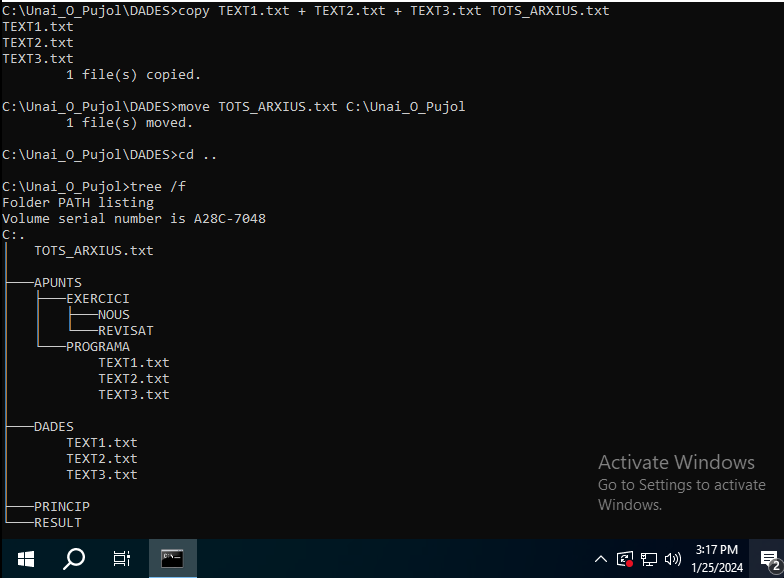 C:\Unai_O_Pujol\DADES>copy TEXT1.txt + TEXT2.txt + TEXT3.txt TOTS_ARXIUS.txt
TEXT1.txt
TEXT2.txt
TEXT3.txt
        1 file(s) copied.

C:\Unai_O_Pujol\DADES>move TOTS_ARXIUS.txt C:\Unai_O_Pujol
        1 file(s) moved.

C:\Unai_O_Pujol\DADES>cd ..

C:\Unai_O_Pujol>tree /f
Folder PATH listing
Volume serial number is A28C-7048
C:.
│   TOTS_ARXIUS.txt
│
├───APUNTS
│   ├───EXERCICI
│   │   ├───NOUS
│   │   └───REVISAT
│   └───PROGRAMA
│           TEXT1.txt
│           TEXT2.txt
│           TEXT3.txt
│
├───DADES
│       TEXT1.txt
│       TEXT2.txt
│       TEXT3.txt
│
├───PRINCIP
└───RESULT
Activate Windows
Go to Settings to activate
Windows.
3:17 PM
1/25/2024
2